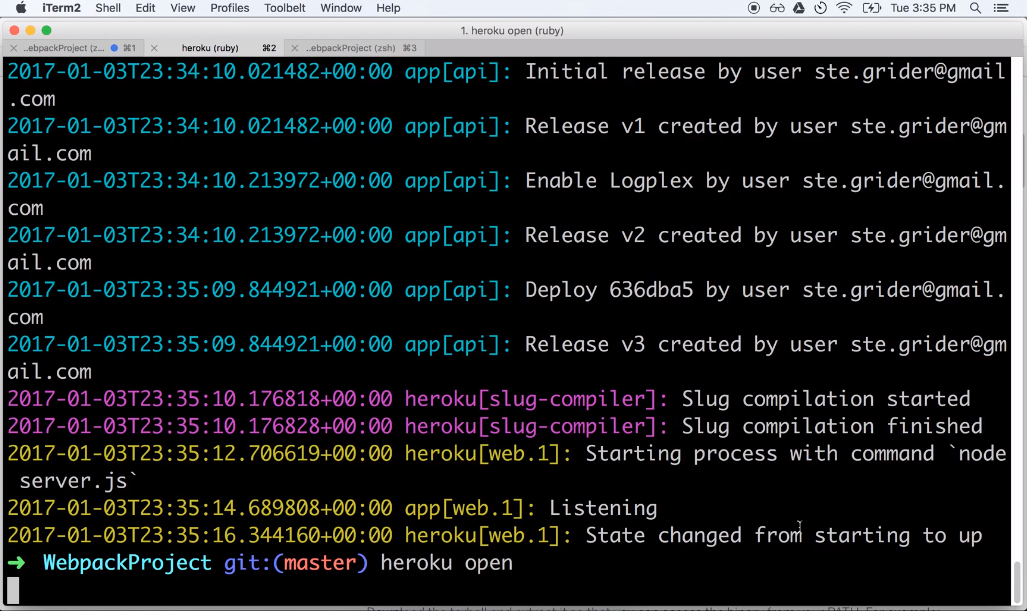 iTerm2 Shell Edit View Profiles Toolbelt Window Help Tue 3:35 PM
1. heroku open (ruby)
..ebpackProject (z... ⌘1 heroku (ruby) ⌘2 ..ebpackProject (zsh) ⌘3
2017-01-03T23:34:10.021482+00:00 app[api]: Initial release by user ste.grider@gmail
.com
2017-01-03T23:34:10.021482+00:00 app[api]: Release v1 created by user ste.grider@gm
ail.com
2017-01-03T23:34:10.213972+00:00 app[api]: Enable Logplex by user ste.grider@gmail.
com
2017-01-03T23:34:10.213972+00:00 app[api]: Release v2 created by user ste.grider@gm
ail.com
2017-01-03T23:35:09.844921+00:00 app[api]: Deploy 636dba5 by user ste.grider@gmail.
com
2017-01-03T23:35:09.844921+00:00 app[api]: Release v3 created by user ste.grider@gm
ail.com
2017-01-03T23:35:10.176818+00:00 heroku[slug-compiler]: Slug compilation started
2017-01-03T23:35:10.176828+00:00 heroku[slug-compiler]: Slug compilation finished
2017-01-03T23:35:12.706619+00:00 heroku[web.1]: Starting process with command `node
server.js`
2017-01-03T23:35:14.689808+00:00 app[web.1]: Listening
2017-01-03T23:35:16.344160+00:00 heroku[web.1]: State changed from starting to up
➜ WebpackProject git:(master) heroku open